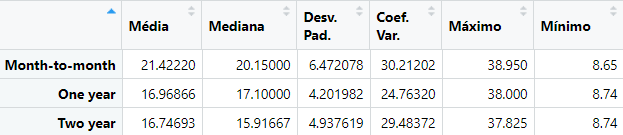 Média Mediana Desv. Pad. Coef. Var. Máximo Mínimo
Month-to-month 21.42220 20.15000 6.472078 30.21202 38.950 8.65
One year 16.96866 17.10000 4.201982 24.76320 38.000 8.74
Two year 16.74693 15.91667 4.937619 29.48372 37.825 8.74